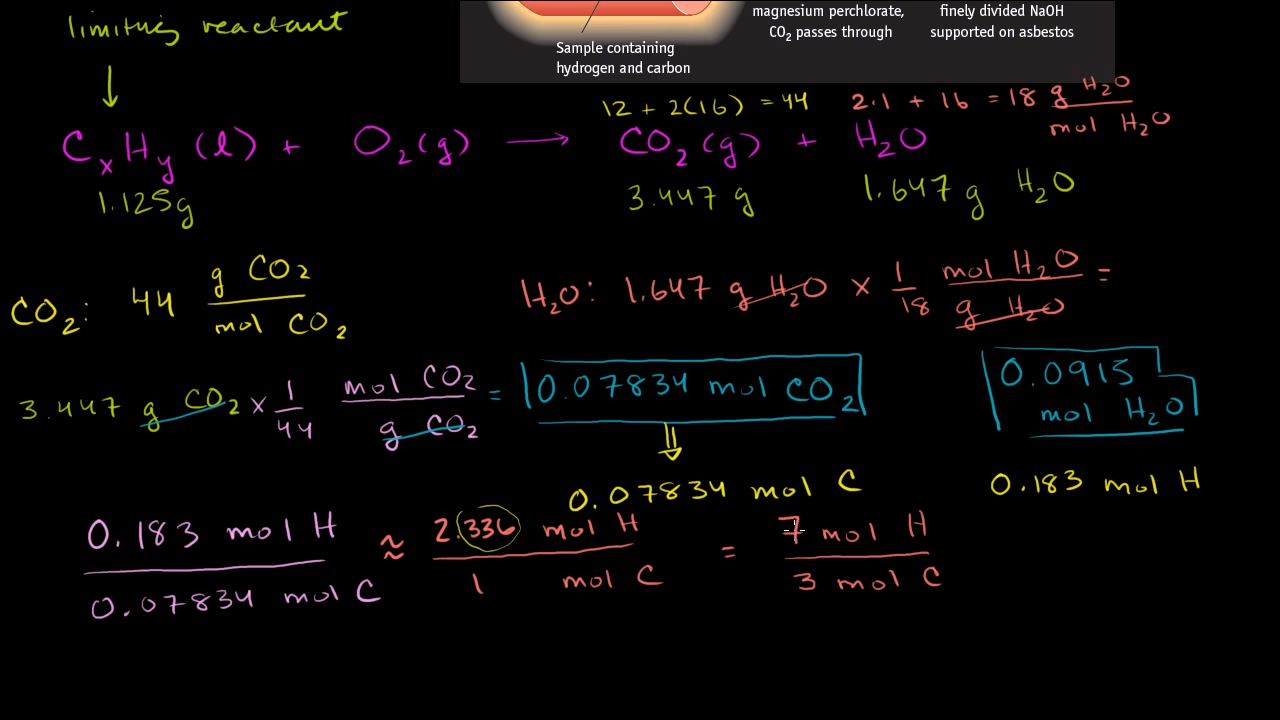 limiting reactant
magnesium perchlorate,
CO₂ passes through
finely divided NaOH
supported on asbestos
Sample containing
hydrogen and carbon
12 + 2(16) = 44
2·1 + 16 = 18 g H₂O / mol H₂O
CₓHᵧ (l) + O₂(g) → CO₂(g) + H₂O
1.125g
3.447 g
1.647 g H₂O
CO₂: 44 g CO₂ / mol CO₂
H₂O: 1.647 g H₂O × 1/18 mol H₂O / g H₂O =
3.447 g CO₂ × 1/44 mol CO₂ / g CO₂ = 0.07834 mol CO₂
0.0915
mol H₂O
0.07834 mol C
0.183 mol H
0.183 mol H / 0.07834 mol C ≈ 2.336 mol H / 1 mol C = 7 mol H / 3 mol C